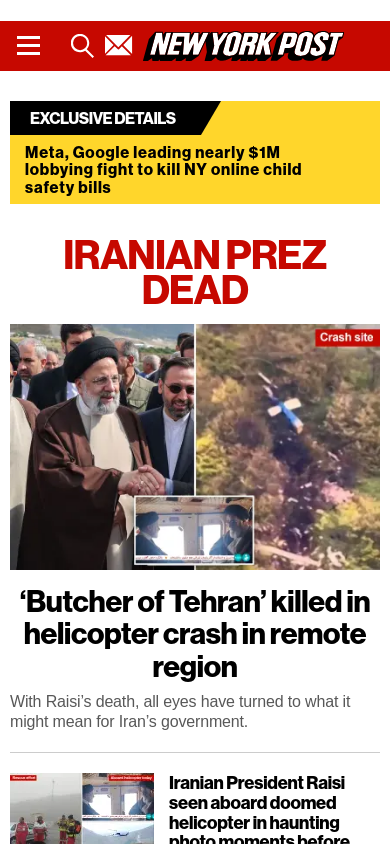 NEW YORK POST
EXCLUSIVE DETAILS
Meta, Google leading nearly $1M
lobbying fight to kill NY online child
safety bills
IRANIAN PREZ
DEAD
Crash site
‘Butcher of Tehran’ killed in
helicopter crash in remote
region
With Raisi’s death, all eyes have turned to what it
might mean for Iran’s government.
Iranian President Raisi
seen aboard doomed
helicopter in haunting
photo moments before